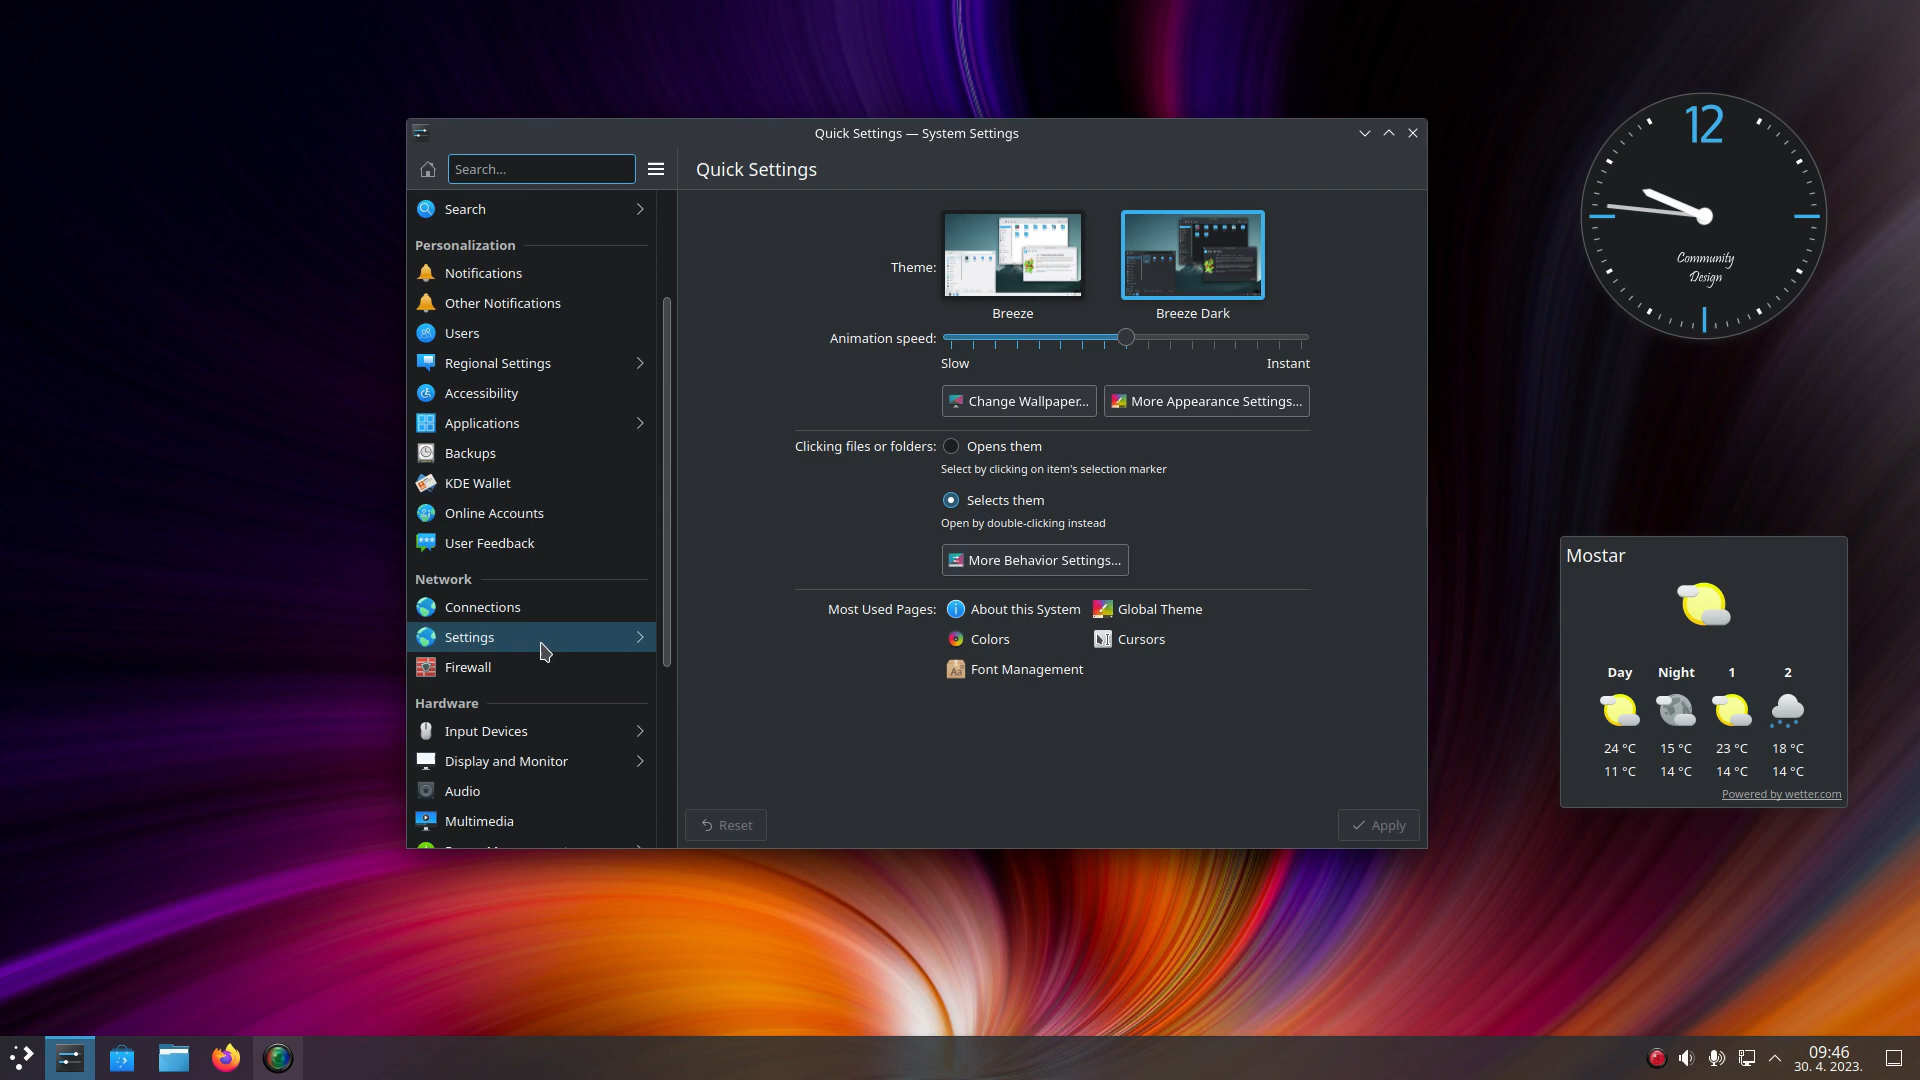 Quick Settings — System Settings
Search...
Quick Settings
Search
Personalization
Notifications
Other Notifications
Users
Regional Settings
Accessibility
Applications
Backups
KDE Wallet
Online Accounts
User Feedback
Network
Connections
Settings
Firewall
Hardware
Input Devices
Display and Monitor
Audio
Multimedia
Theme:
Breeze
Breeze Dark
Animation speed:
Slow
Instant
Change Wallpaper...
More Appearance Settings...
Clicking files or folders:
Opens them
Select by clicking on item's selection marker
Selects them
Open by double-clicking instead
More Behavior Settings...
Most Used Pages:
About this System
Global Theme
Colors
Cursors
Font Management
Reset
Apply
12
Community
Design
Mostar
Day Night 1 2
24 °C 15 °C 23 °C 18 °C
11 °C 14 °C 14 °C 14 °C
Powered by wetter.com
09:46
30. 4. 2023.